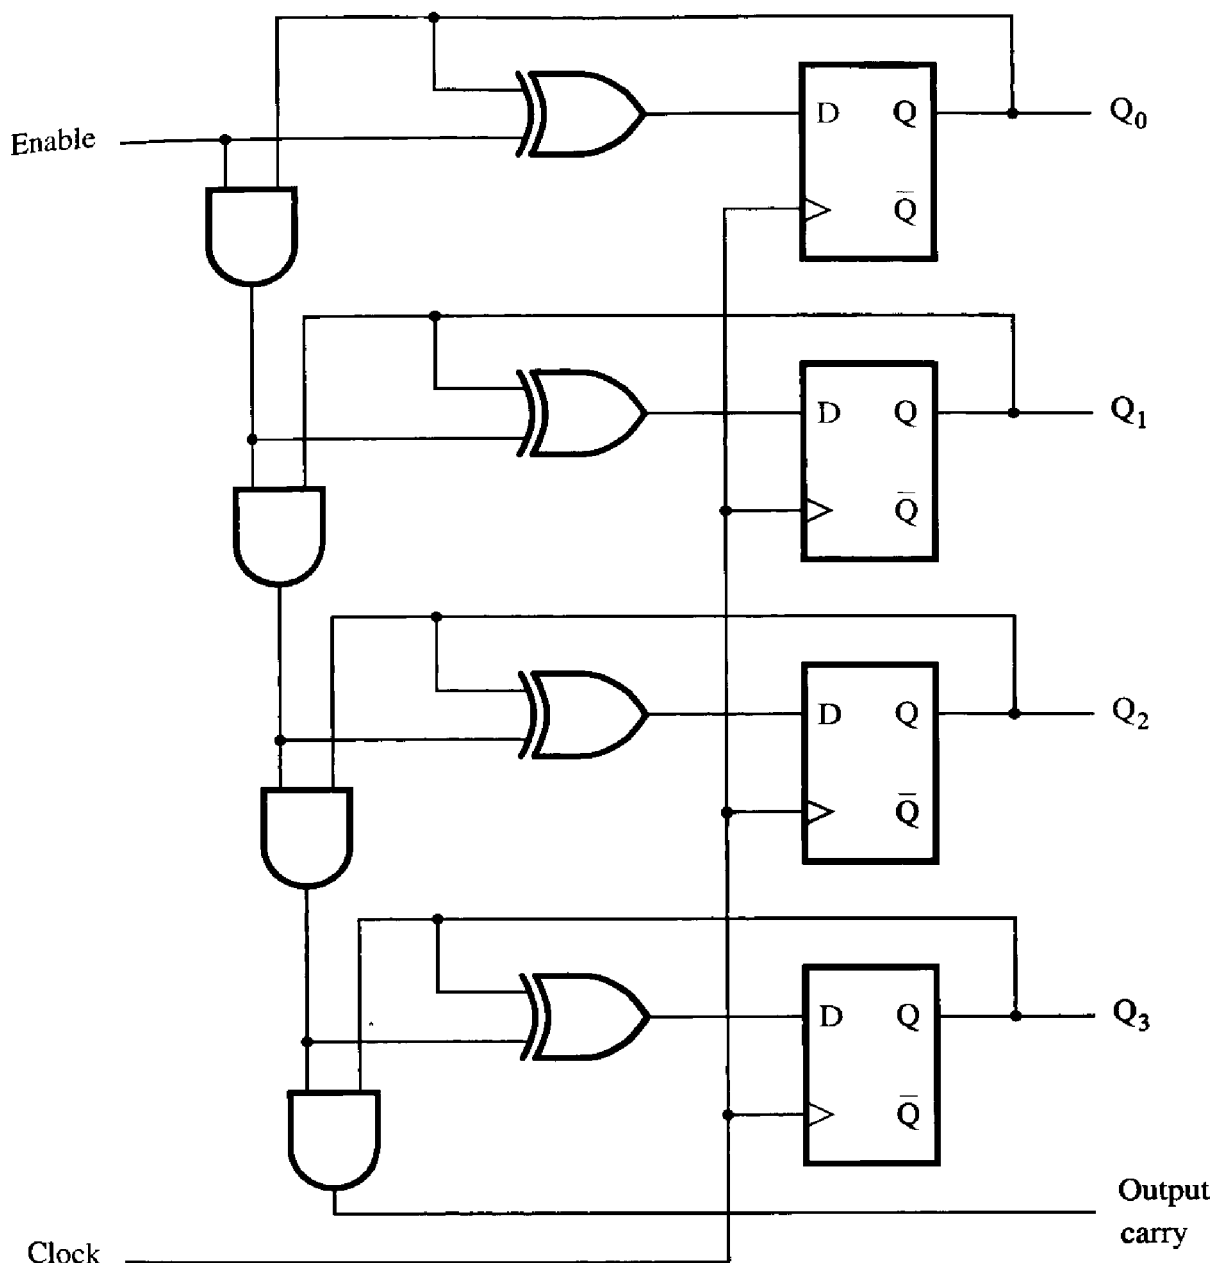 Enable
D Q
Q̅
Q₀
D Q
Q̅
Q₁
D Q
Q̅
Q₂
D Q
Q̅
Q₃
Output
carry
Clock